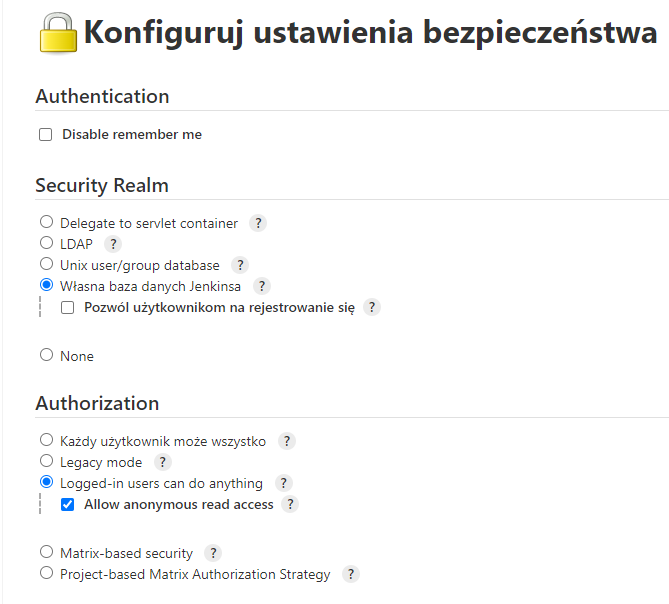 Konfiguruj ustawienia bezpieczeństwa
Authentication
Disable remember me
Security Realm
Delegate to servlet container ?
LDAP ?
Unix user/group database ?
Własna baza danych Jenkinsa ?
Pozwól użytkownikom na rejestrowanie się ?
None
Authorization
Każdy użytkownik może wszystko ?
Legacy mode ?
Logged-in users can do anything ?
Allow anonymous read access ?
Matrix-based security ?
Project-based Matrix Authorization Strategy ?